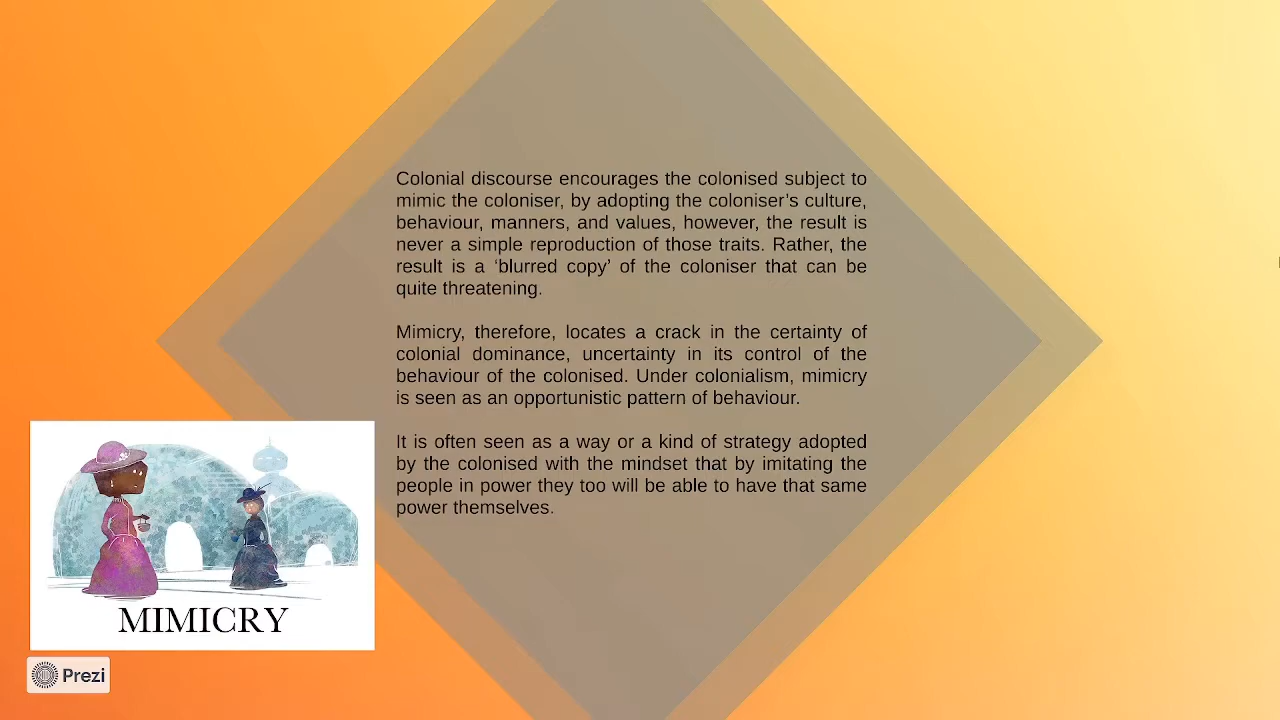 Colonial discourse encourages the colonised subject to
mimic the coloniser, by adopting the coloniser's culture,
behaviour, manners, and values, however, the result is
never a simple reproduction of those traits. Rather, the
result is a ‘blurred copy’ of the coloniser that can be
quite threatening.
Mimicry, therefore, locates a crack in the certainty of
colonial dominance, uncertainty in its control of the
behaviour of the colonised. Under colonialism, mimicry
is seen as an opportunistic pattern of behaviour.
It is often seen as a way or a kind of strategy adopted
by the colonised with the mindset that by imitating the
people in power they too will be able to have that same
power themselves.
MIMICRY
Prezi